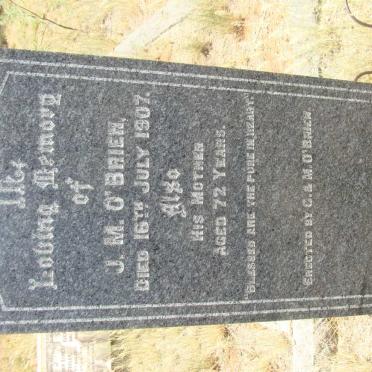 In
Loving Memory
of
J. M. O'BRIEN,
DIED 16TH JULY 1907.
Also
HIS MOTHER
AGED 72 YEARS.
"BLESSED ARE THE PURE IN HEART."
ERECTED BY C. & M. O'BRIEN